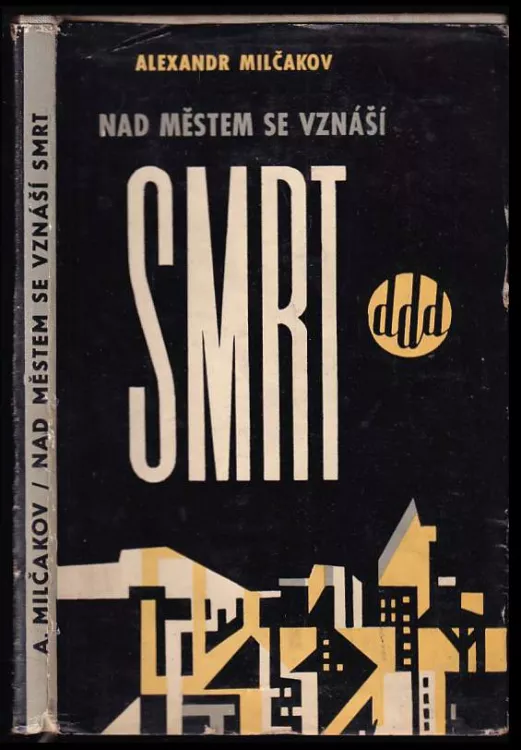 ALEXANDR MILČAKOV
NAD MĚSTEM SE VZNÁŠÍ
SMRT
ddd
A. MILČAKOV / NAD MĚSTEM SE VZNÁŠÍ SMRT